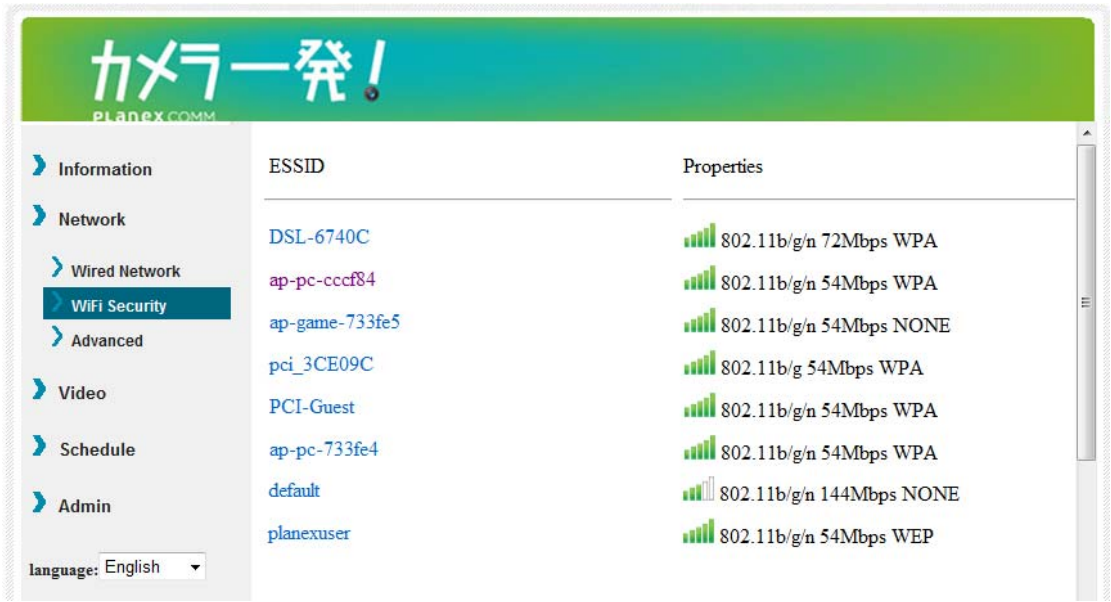 カメラ一発!
PLANEX COMM
Information
Network
Wired Network
WiFi Security
Advanced
Video
Schedule
Admin
language: English
ESSID Properties
DSL-6740C 802.11b/g/n 72Mbps WPA
ap-pc-cccf84 802.11b/g/n 54Mbps WPA
ap-game-733fe5 802.11b/g/n 54Mbps NONE
pci_3CE09C 802.11b/g 54Mbps WPA
PCI-Guest 802.11b/g/n 54Mbps WPA
ap-pc-733fe4 802.11b/g/n 54Mbps WPA
default 802.11b/g/n 144Mbps NONE
planexuser 802.11b/g/n 54Mbps WEP